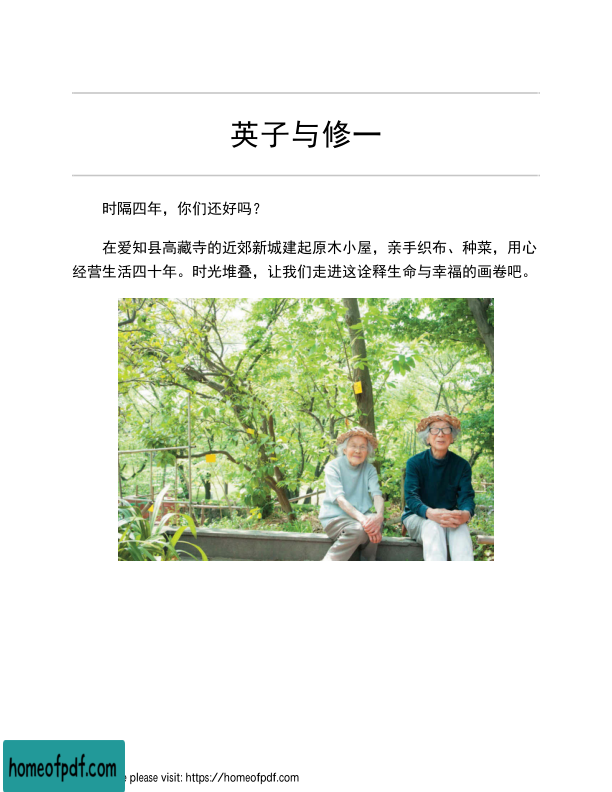 英子与修一
时隔四年，你们还好吗？
在爱知县高藏寺的近郊新城建起原木小屋，亲手织布、种菜，用心
经营生活四十年。时光堆叠，让我们走进这诠释生命与幸福的画卷吧。
homeofpdf.com
please visit: https://homeofpdf.com